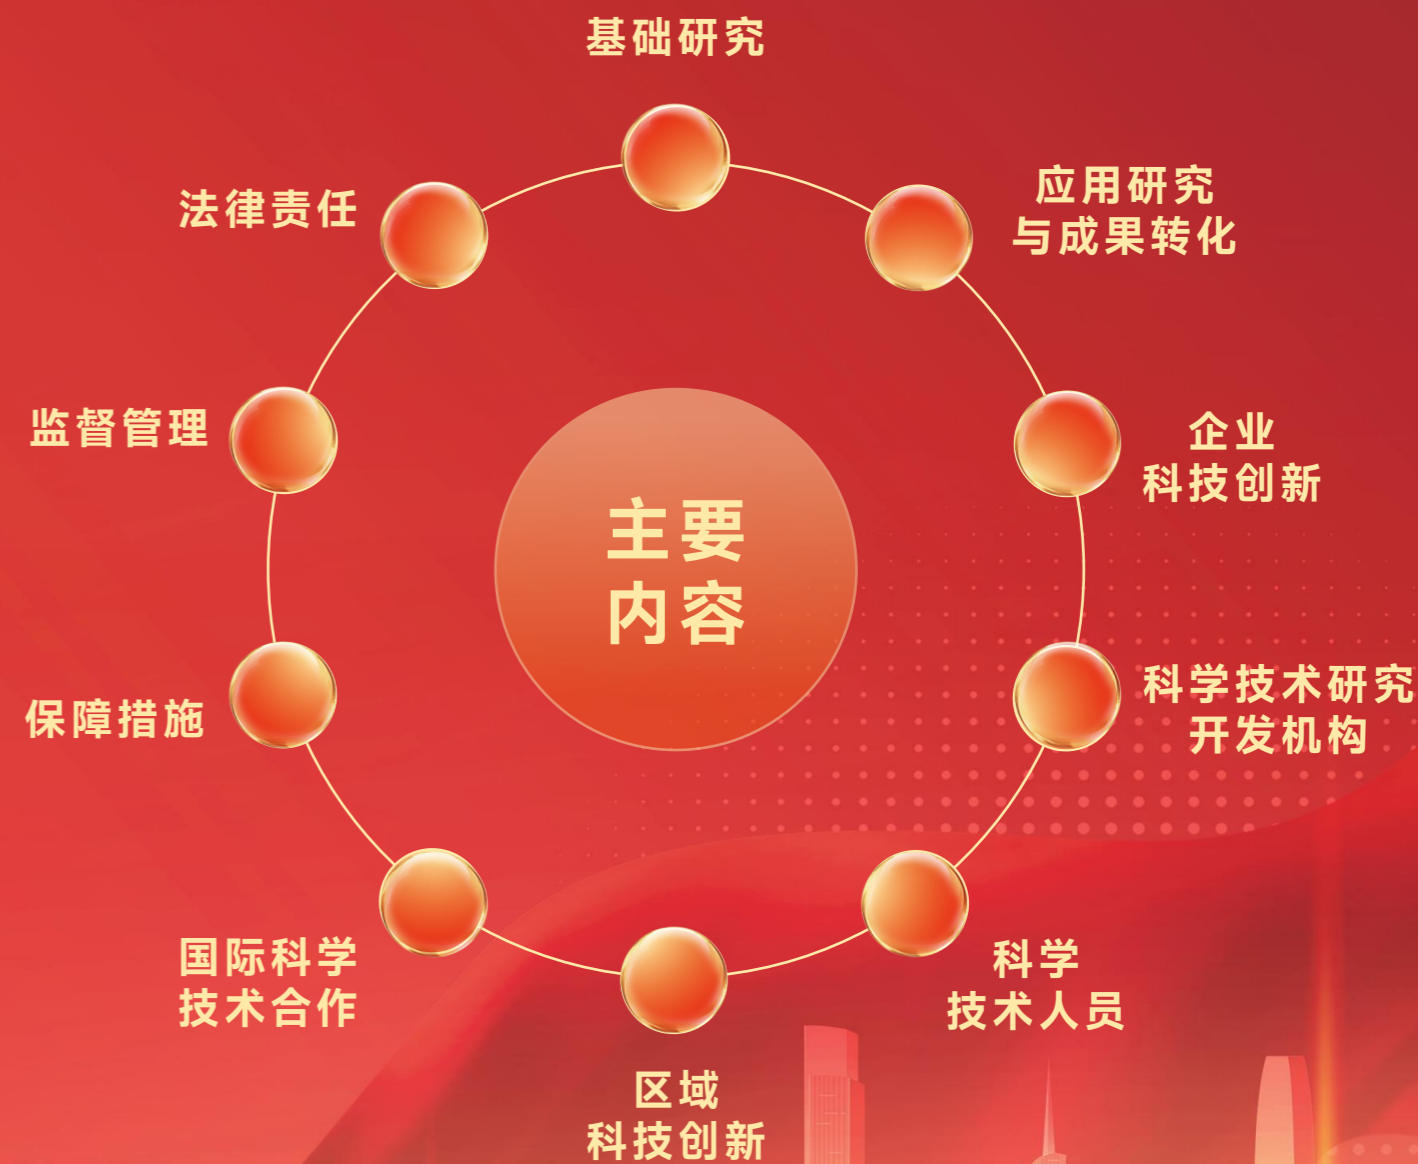 主要
内容
基础研究
应用研究
与成果转化
企业
科技创新
科学技术研究
开发机构
科学
技术人员
区域
科技创新
国际科学
技术合作
保障措施
监督管理
法律责任